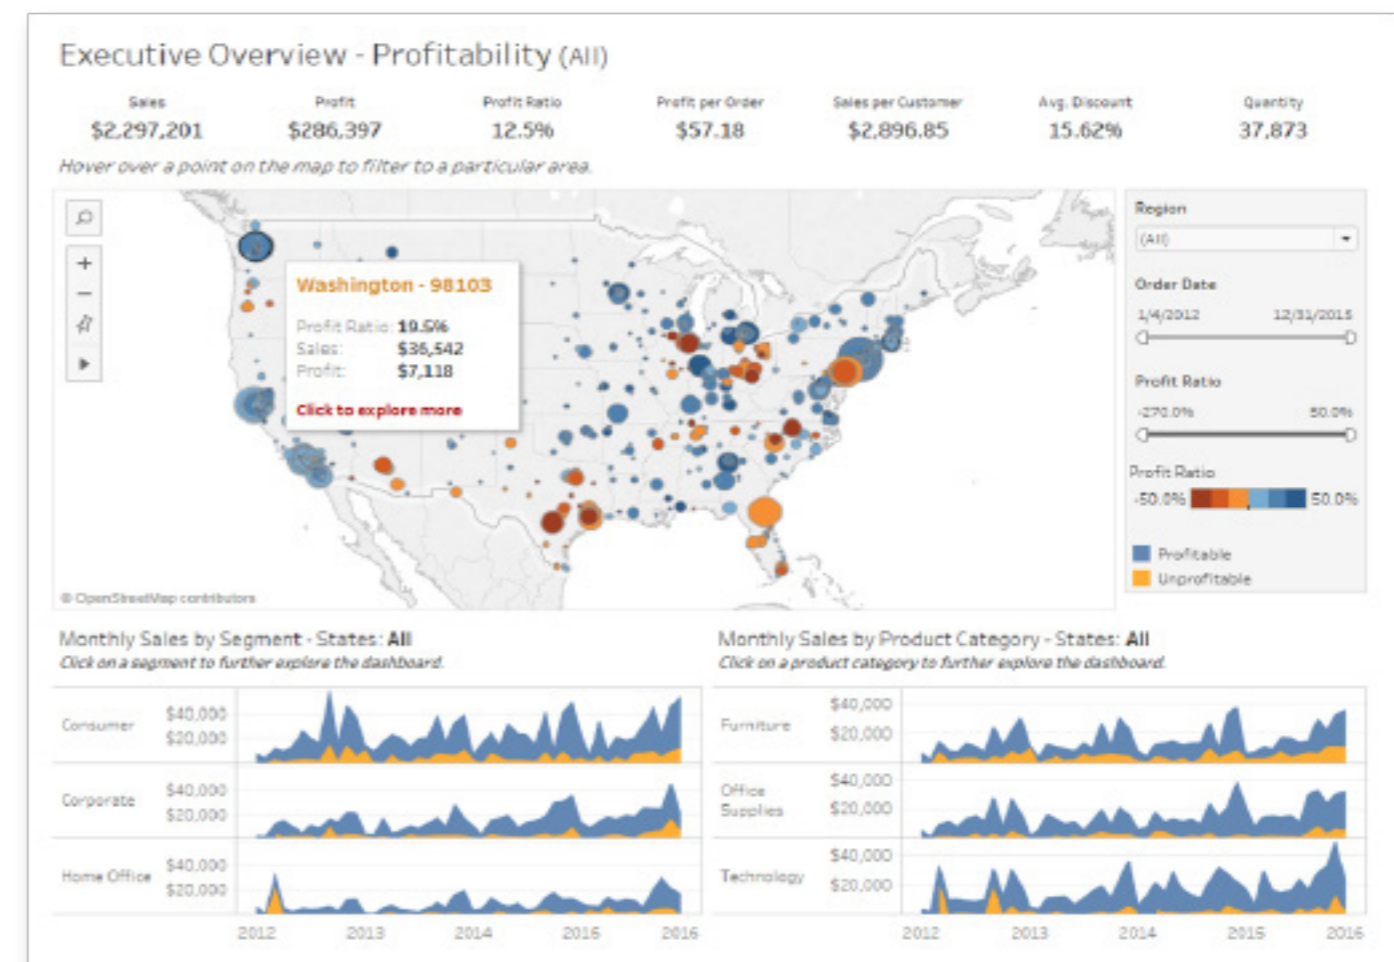 Executive Overview - Profitability (All)
Sales Profit Profit Ratio Profit per Order Sales per Customer Avg. Discount Quantity
$2,297,201 $286,397 12.5% $57.18 $2,896.85 15.62% 37,873
Hover over a point on the map to filter to a particular area.
Washington - 98103
Profit Ratio: 19.5%
Sales: $36,542
Profit: $7,118
Click to explore more
© OpenStreetMap contributors
Region
(All)
Order Date
1/4/2012 12/31/2015
Profit Ratio
-270.0% 50.0%
Profit Ratio
-50.0% 50.0%
Profitable
Unprofitable
Monthly Sales by Segment - States: All
Click on a segment to further explore the dashboard.
Consumer
$40,000
$20,000
Corporate
$40,000
$20,000
Home Office
$40,000
$20,000
2012 2013 2014 2015 2016
Monthly Sales by Product Category - States: All
Click on a product category to further explore the dashboard.
Furniture
$40,000
$20,000
Office
Supplies
$40,000
$20,000
Technology
$40,000
$20,000
2012 2013 2014 2015 2016